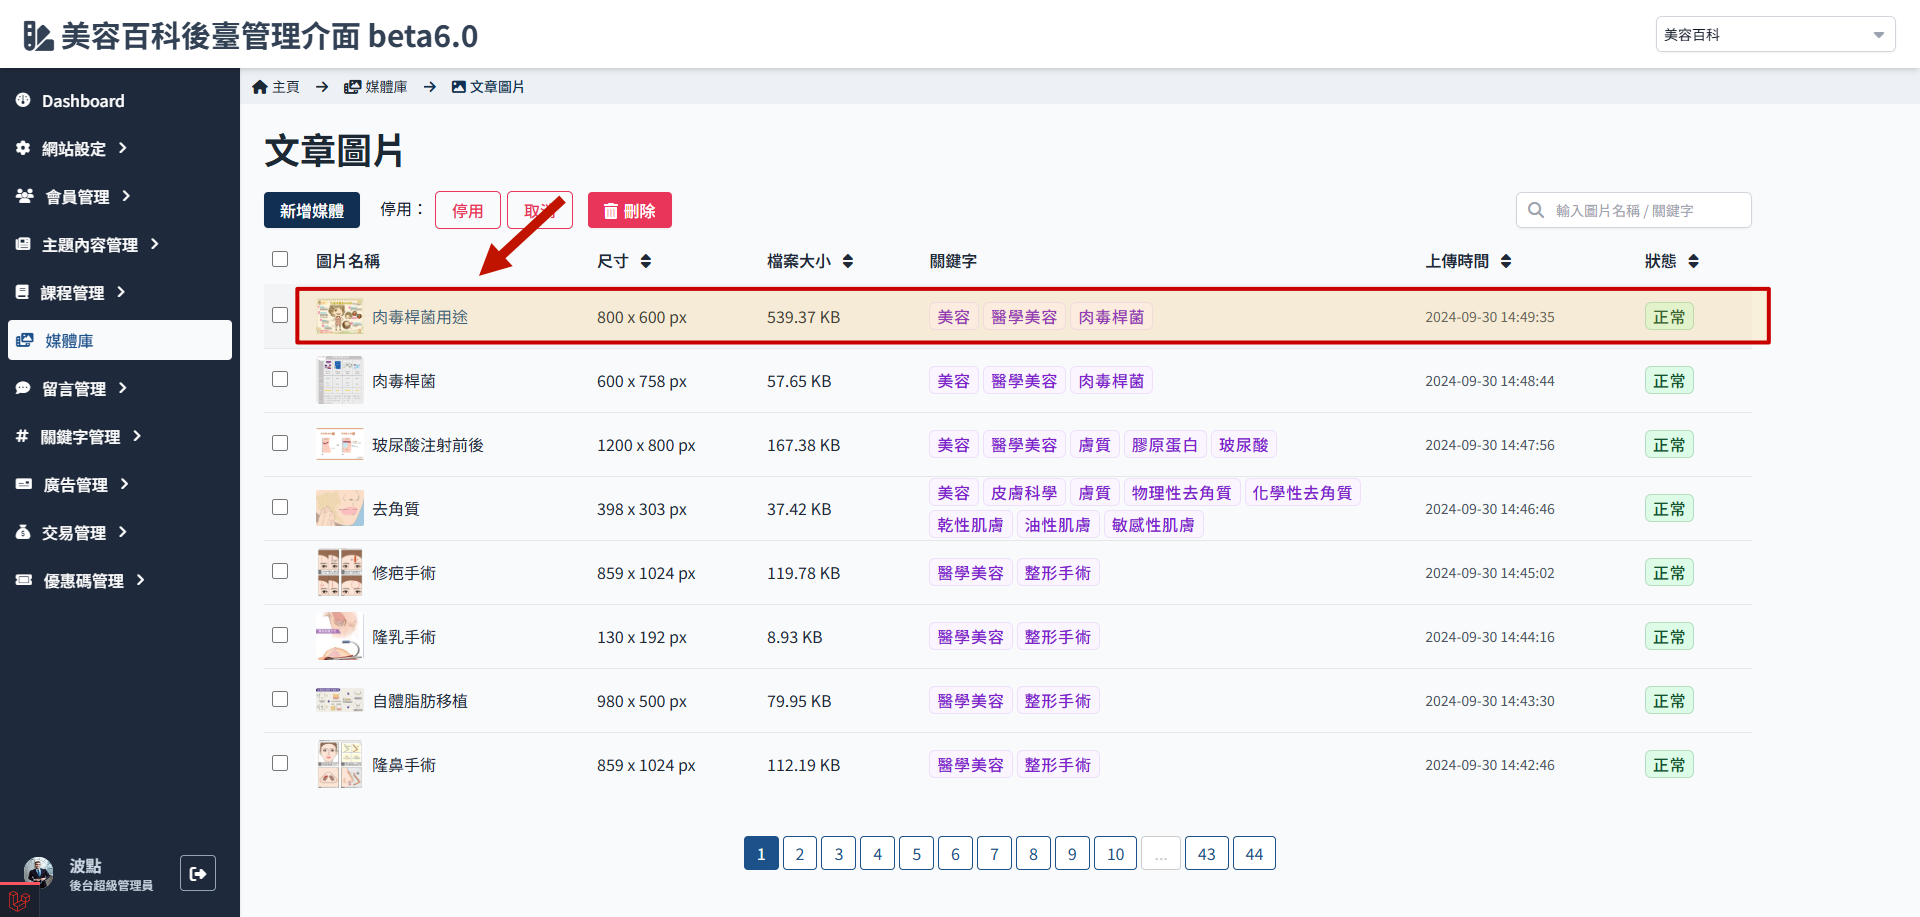 美容百科後臺管理介面 beta6.0
美容百科
Dashboard
網站設定
會員管理
主題內容管理
課程管理
媒體庫
留言管理
關鍵字管理
廣告管理
交易管理
優惠碼管理
波點
後台超級管理員
主頁 → 媒體庫 → 文章圖片
文章圖片
新增媒體 停用： 停用 取消 刪除
輸入圖片名稱 / 關鍵字
圖片名稱 尺寸 檔案大小 關鍵字 上傳時間 狀態
肉毒桿菌用途 800 x 600 px 539.37 KB 美容 醫學美容 肉毒桿菌 2024-09-30 14:49:35 正常
肉毒桿菌 600 x 758 px 57.65 KB 美容 醫學美容 肉毒桿菌 2024-09-30 14:48:44 正常
玻尿酸注射前後 1200 x 800 px 167.38 KB 美容 醫學美容 膚質 膠原蛋白 玻尿酸 2024-09-30 14:47:56 正常
去角質 398 x 303 px 37.42 KB 美容 皮膚科學 膚質 物理性去角質 化學性去角質 2024-09-30 14:46:46 正常
乾性肌膚 油性肌膚 敏感性肌膚
修疤手術 859 x 1024 px 119.78 KB 醫學美容 整形手術 2024-09-30 14:45:02 正常
隆乳手術 130 x 192 px 8.93 KB 醫學美容 整形手術 2024-09-30 14:44:16 正常
自體脂肪移植 980 x 500 px 79.95 KB 醫學美容 整形手術 2024-09-30 14:43:30 正常
隆鼻手術 859 x 1024 px 112.19 KB 醫學美容 整形手術 2024-09-30 14:42:46 正常
1 2 3 4 5 6 7 8 9 10 ... 43 44